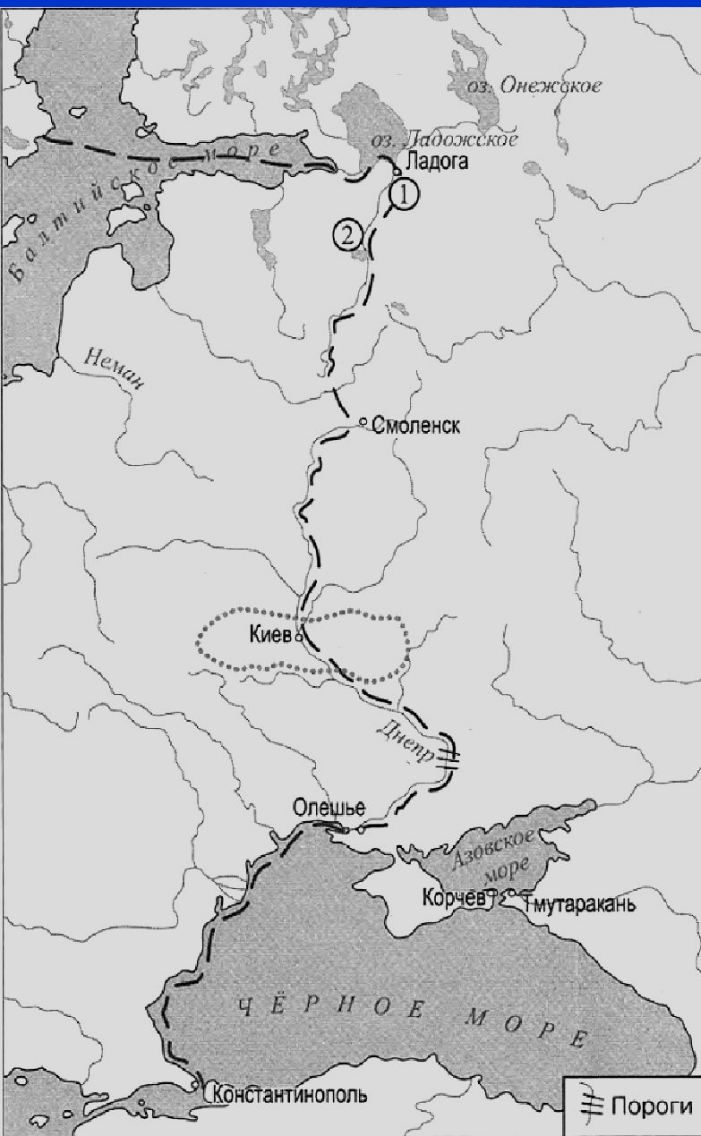 оз. Онежское
оз. Ладожское
Ладога
1
2
Балтийское море
Неман
Смоленск
Киев
Днепр
Олешье
Азовское
море
Корчев
Тмутаракань
ЧЁРНОЕ МОРЕ
Константинополь
Пороги